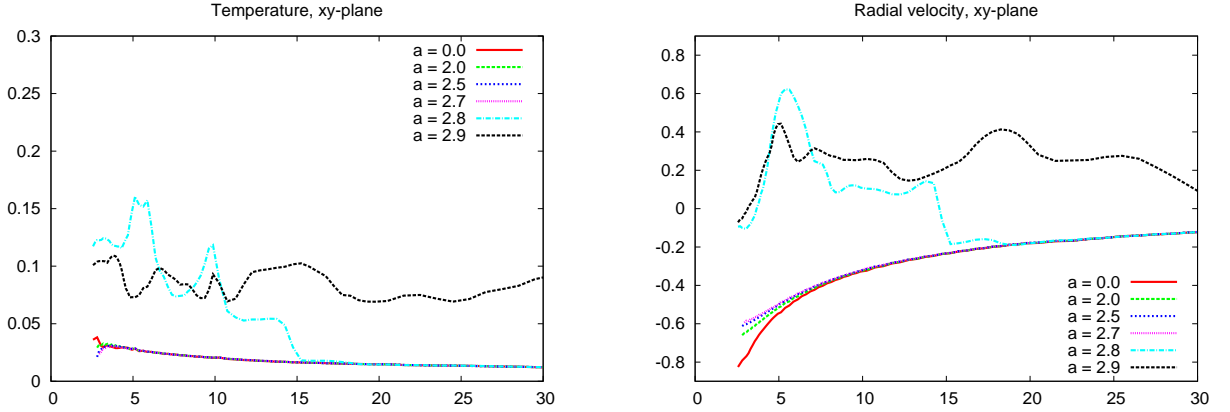 Temperature, xy-plane
0.3
0.25
0.2
0.15
0.1
0.05
0
a = 0.0
a = 2.0
a = 2.5
a = 2.7
a = 2.8
a = 2.9
0 5 10 15 20 25 30
Radial velocity, xy-plane
0.8
0.6
0.4
0.2
0
-0.2
-0.4
-0.6
-0.8
a = 0.0
a = 2.0
a = 2.5
a = 2.7
a = 2.8
a = 2.9
0 5 10 15 20 25 30